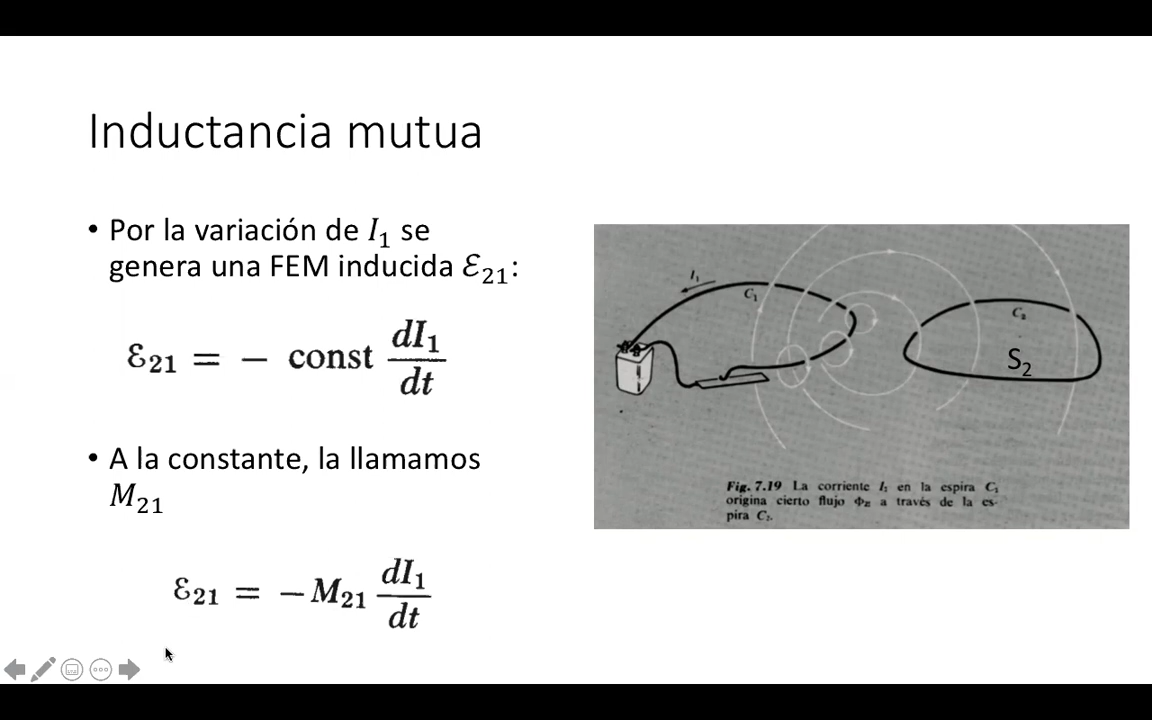 Inductancia mutua
• Por la variación de I₁ se
genera una FEM inducida ℰ₂₁:
ℰ₂₁ = − const dI₁/dt
• A la constante, la llamamos
M₂₁
ℰ₂₁ = −M₂₁ dI₁/dt
I₁
C₁
C₂
S₂
Fig. 7.19 La corriente I₁ en la espira C₁
origina cierto flujo Φ₂₁ a través de la es-
pira C₂.